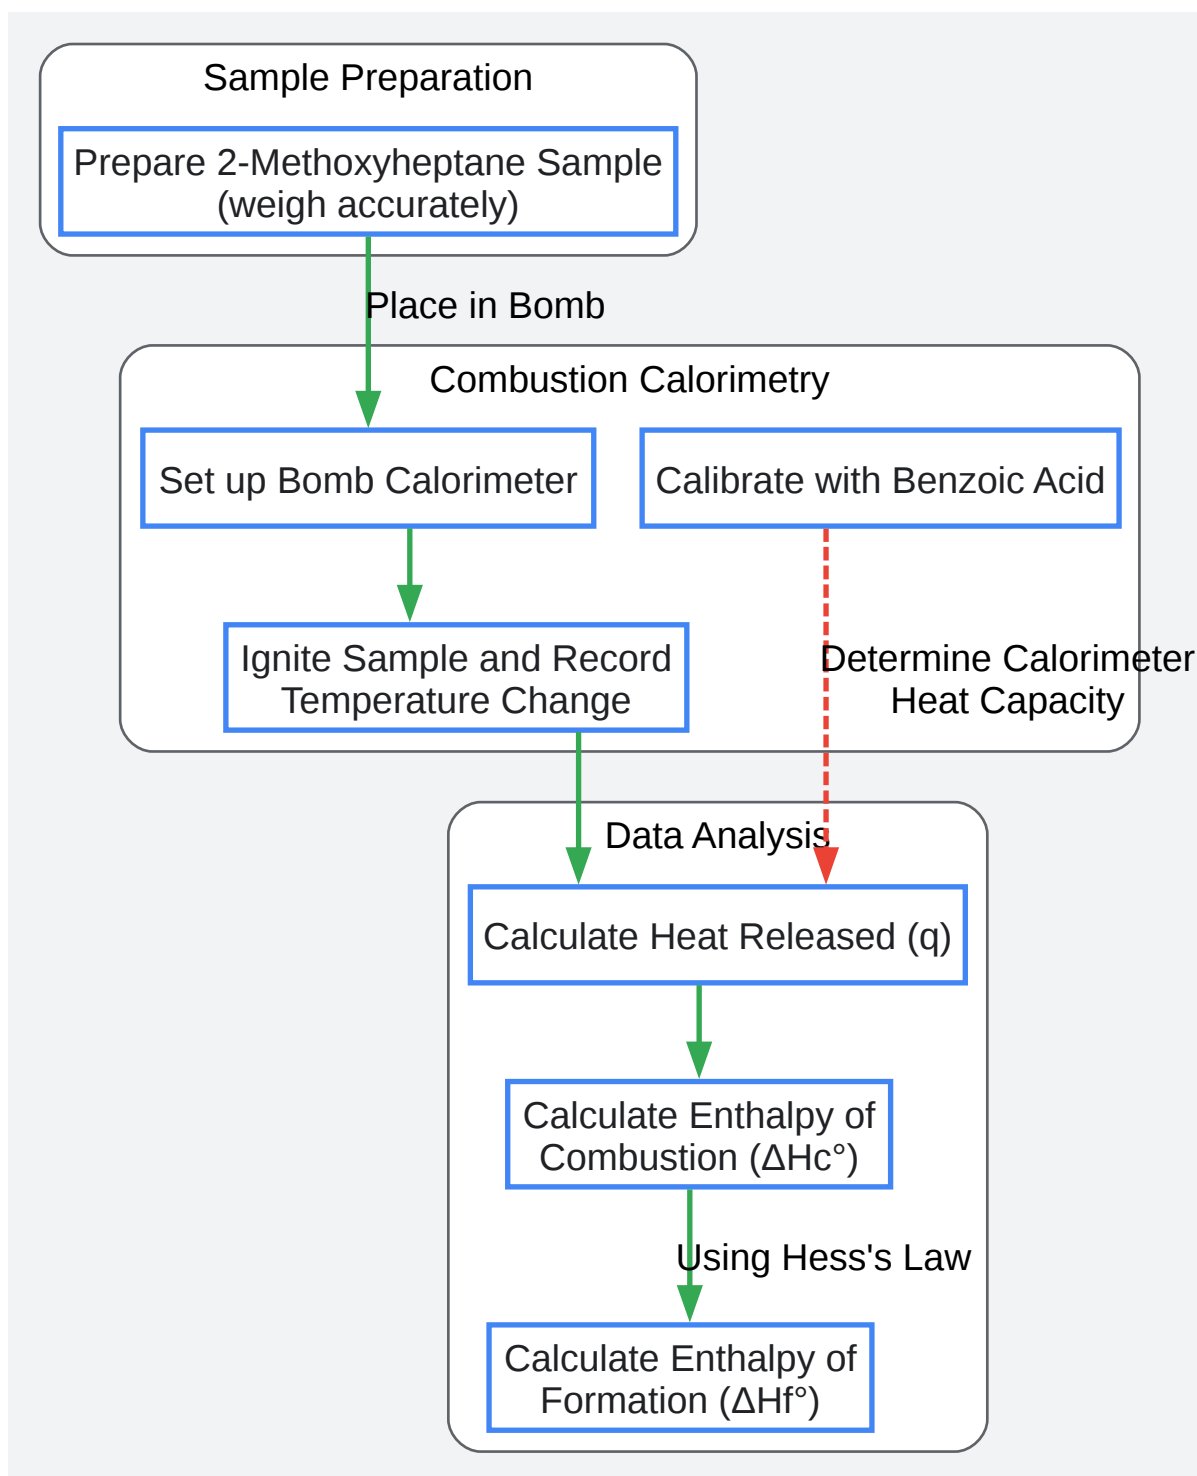 Sample Preparation
Prepare 2-Methoxyheptane Sample
(weigh accurately)
Place in Bomb
Combustion Calorimetry
Set up Bomb Calorimeter
Calibrate with Benzoic Acid
Ignite Sample and Record
Temperature Change
Determine Calorimeter
Heat Capacity
Data Analysis
Calculate Heat Released (q)
Calculate Enthalpy of
Combustion (ΔHc°)
Using Hess's Law
Calculate Enthalpy of
Formation (ΔHf°)